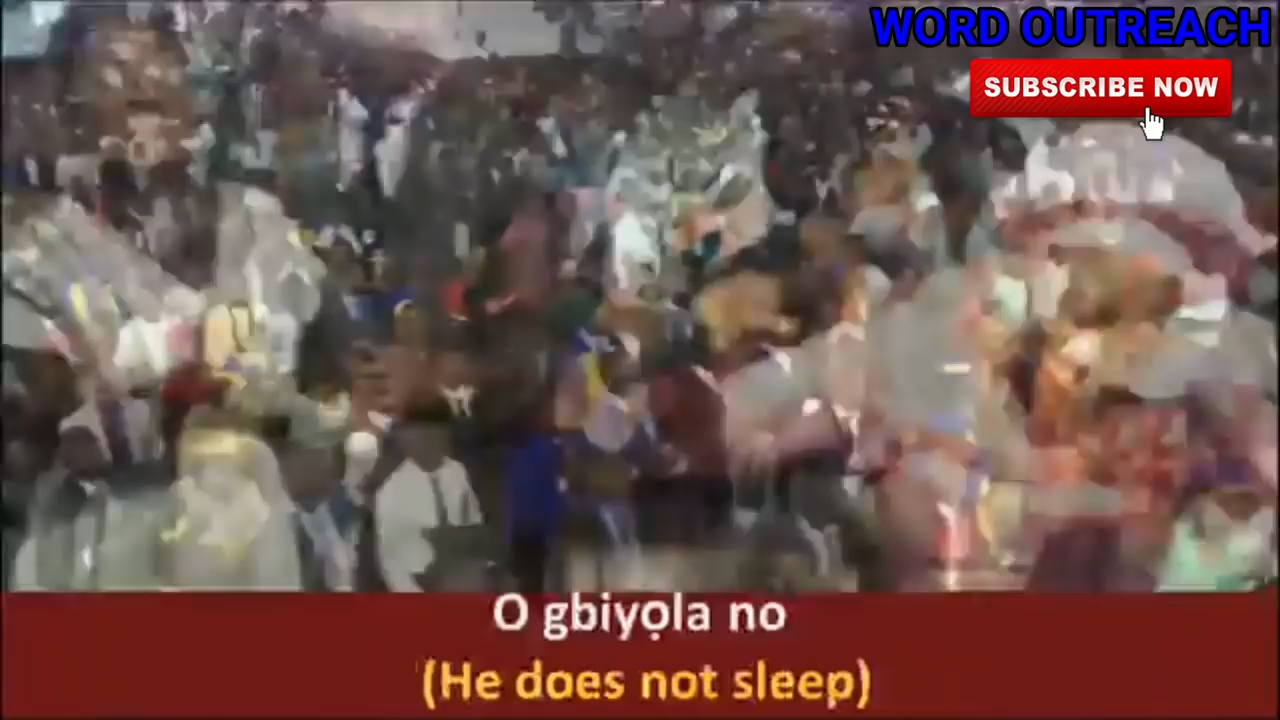 WORD OUTREACH
SUBSCRIBE NOW
O gbiyọla no
(He does not sleep)